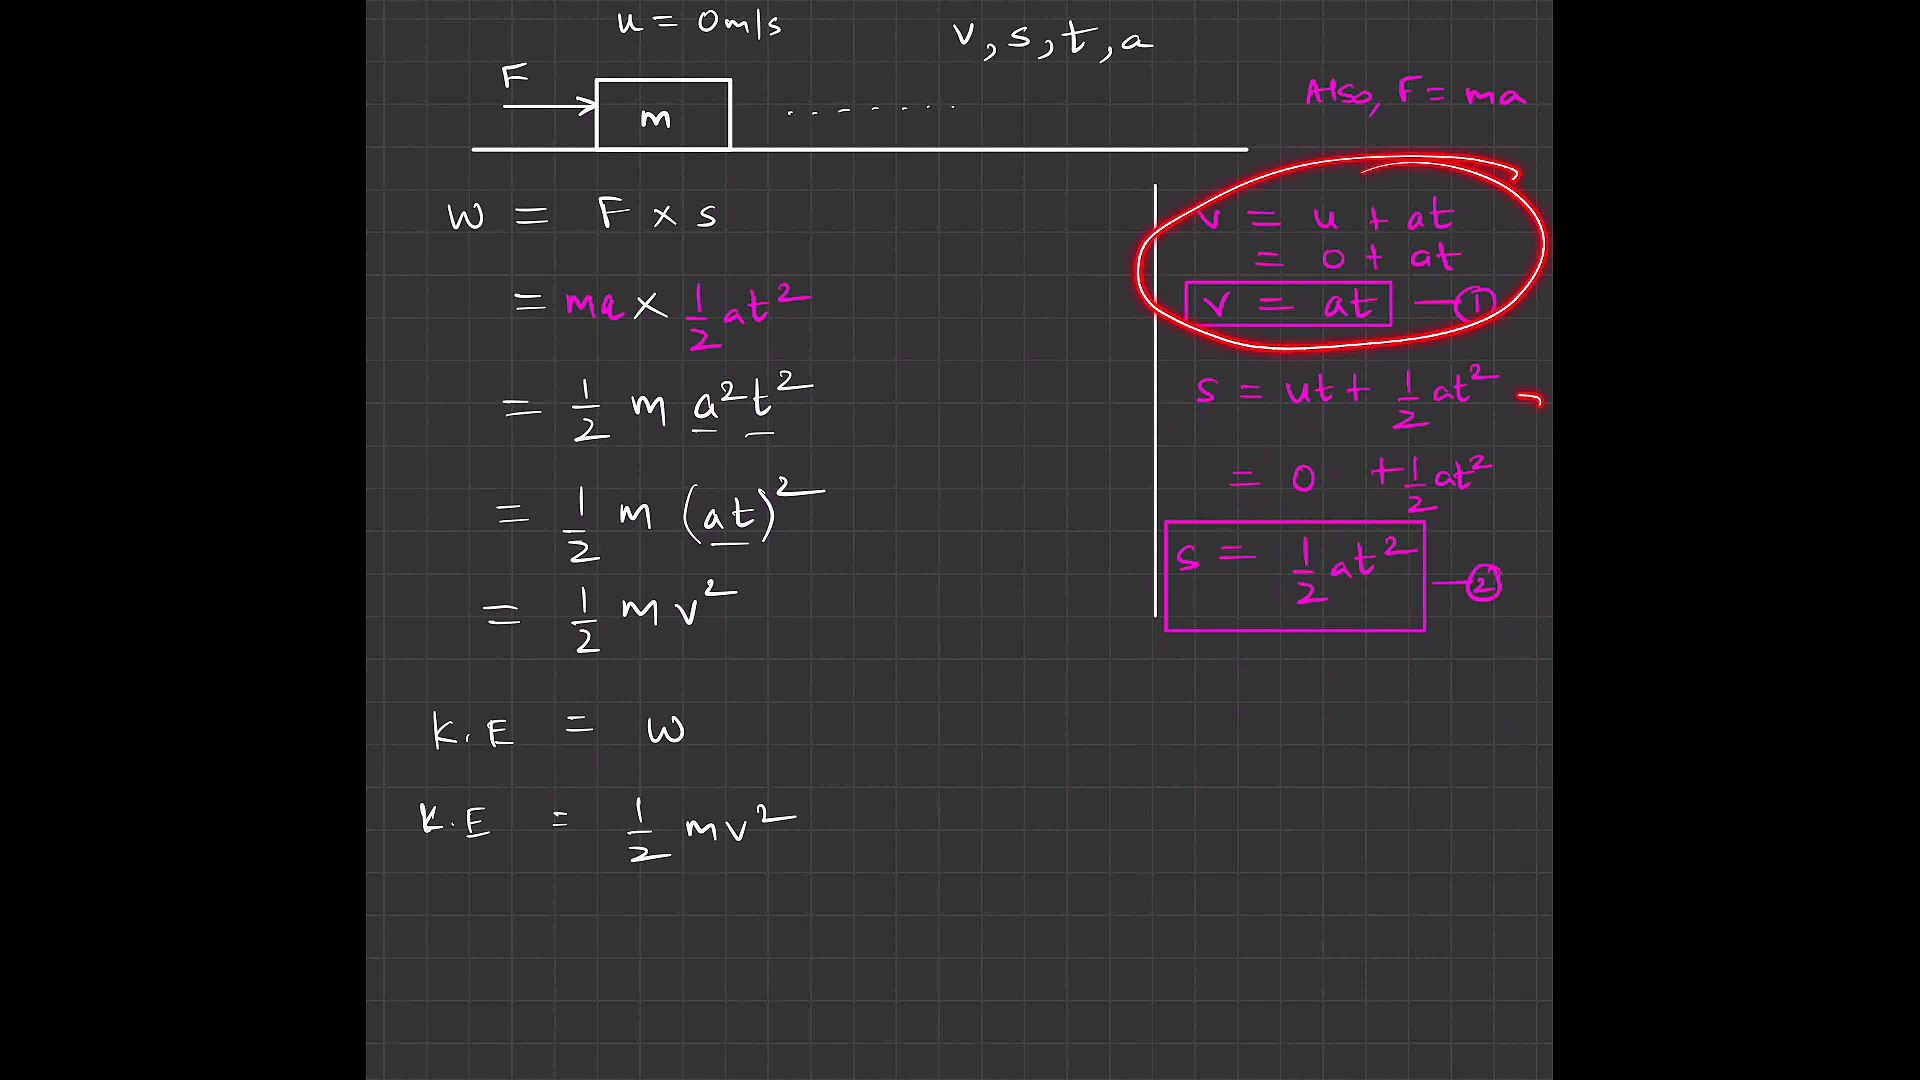 u = 0m/s
v, s, t, a
F
m
Also, F = ma
W = F × s
= ma × 1/2 at²
= 1/2 m a²t²
= 1/2 m (at)²
= 1/2 m v²
K.E = W
K.E = 1/2 mv²
v = u + at
= 0 + at
v = at — ①
s = ut + 1/2 at²
= 0 + 1/2 at²
s = 1/2 at² — ②